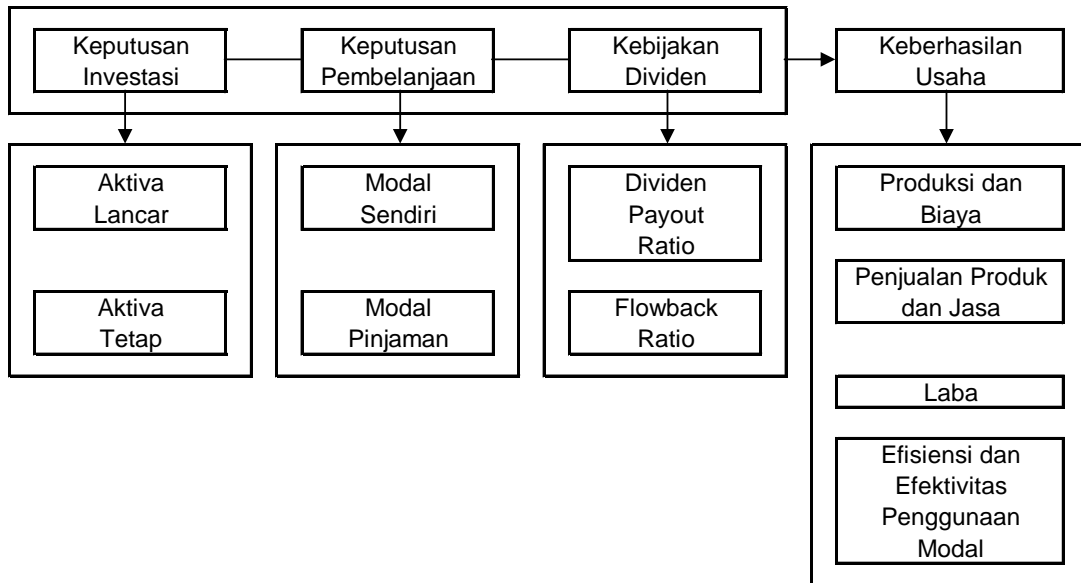 Keputusan
Investasi
Keputusan
Pembelanjaan
Kebijakan
Dividen
Keberhasilan
Usaha
Aktiva
Lancar
Aktiva
Tetap
Modal
Sendiri
Modal
Pinjaman
Dividen
Payout
Ratio
Flowback
Ratio
Produksi dan
Biaya
Penjualan Produk
dan Jasa
Laba
Efisiensi dan
Efektivitas
Penggunaan
Modal